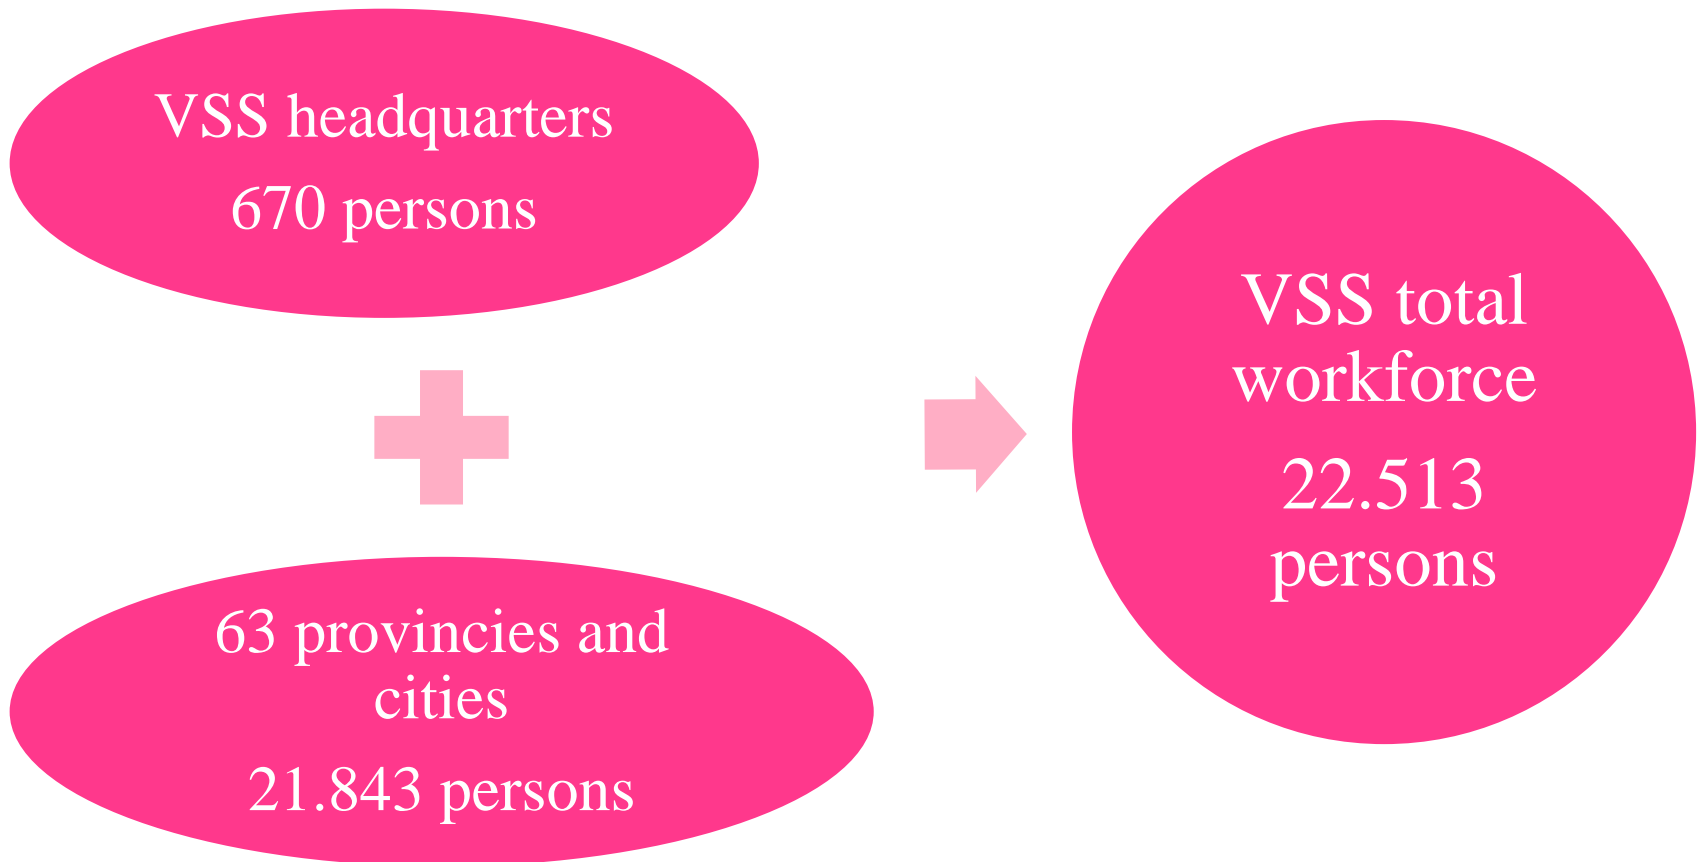 VSS headquarters
670 persons
63 provincies and
cities
21.843 persons
VSS total
workforce
22.513
persons